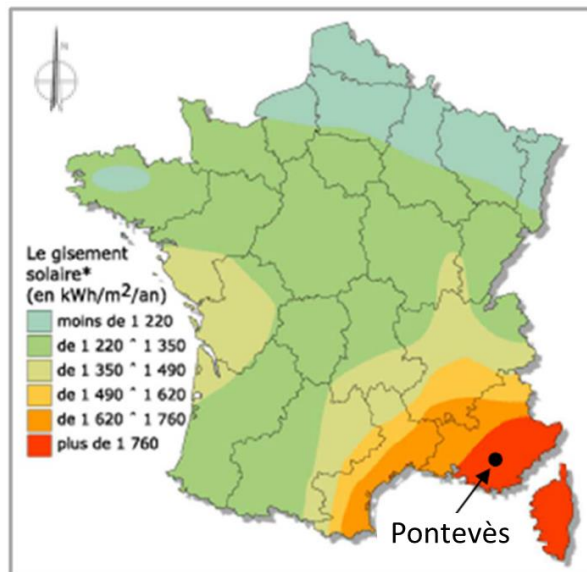 N
Le gisement
solaire*
(en kWh/m²/an)
moins de 1 220
de 1 220 ^ 1 350
de 1 350 ^ 1 490
de 1 490 ^ 1 620
de 1 620 ^ 1 760
plus de 1 760
Pontevès